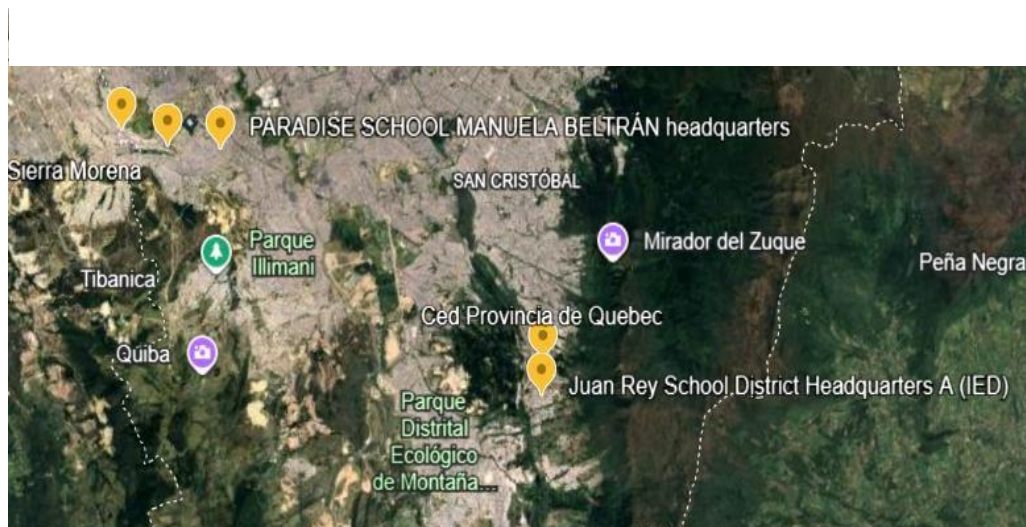 PARADISE SCHOOL MANUELA BELTRÁN headquarters
Sierra Morena
SAN CRISTÓBAL
Parque
Illimani
Mirador del Zuque
Tibanica
Peña Negra
Ced Provincia de Quebec
Quiba
Juan Rey School District Headquarters A (IED)
Parque
Distrital
Ecológico
de Montaña...